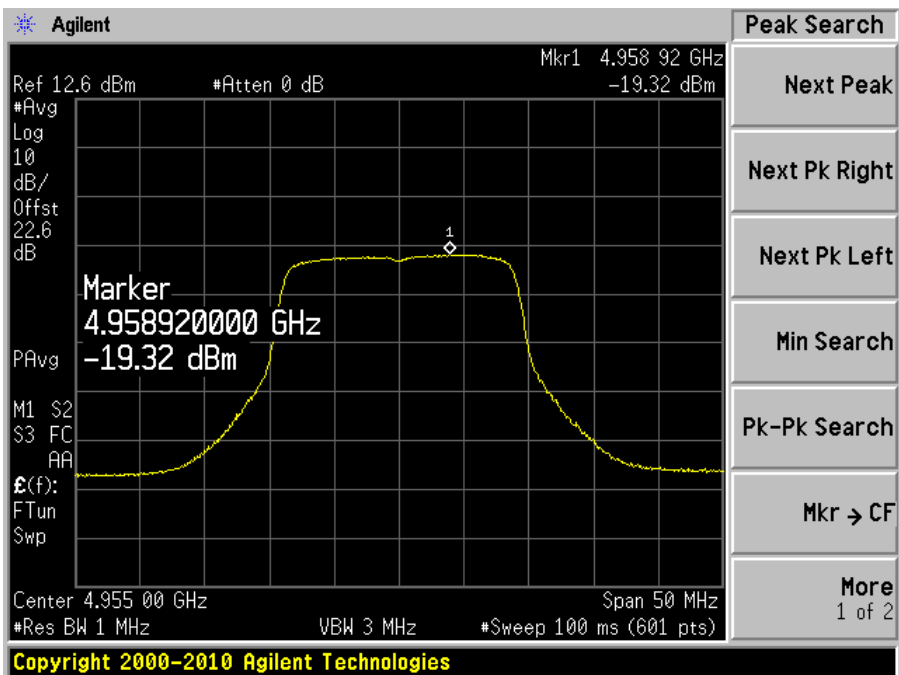 Agilent
Peak Search
Mkr1 4.958 92 GHz
Ref 12.6 dBm #Atten 0 dB -19.32 dBm
#Avg
Log
10
dB/
Offst
22.6
dB
1
Marker
4.958920000 GHz
-19.32 dBm
PAvg
M1 S2
S3 FC
AA
£(f):
FTun
Swp
Center 4.955 00 GHz Span 50 MHz
#Res BW 1 MHz VBW 3 MHz #Sweep 100 ms (601 pts)
Copyright 2000-2010 Agilent Technologies
Next Peak
Next Pk Right
Next Pk Left
Min Search
Pk-Pk Search
Mkr → CF
More
1 of 2